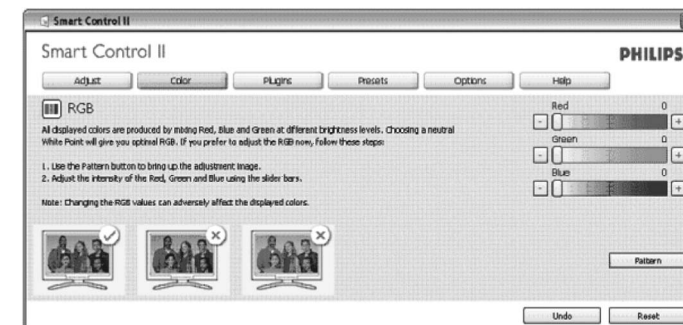 Smart Control II
Smart Control II
PHILIPS
Adjust Color Plugins Presets Options Help
RGB
All displayed colors are produced by mixing Red, Blue and Green at different brightness levels. Choosing a neutral
White Point will give you optimal RGB. If you prefer to adjust the RGB now, follow these steps:
1. Use the Pattern button to bring up the adjustment image.
2. Adjust the intensity of the Red, Green and Blue using the slider bars.
Note: Changing the RGB values can adversely affect the displayed colors.
Red 0
- +
Green 0
- +
Blue 0
- +
Pattern
Undo Reset